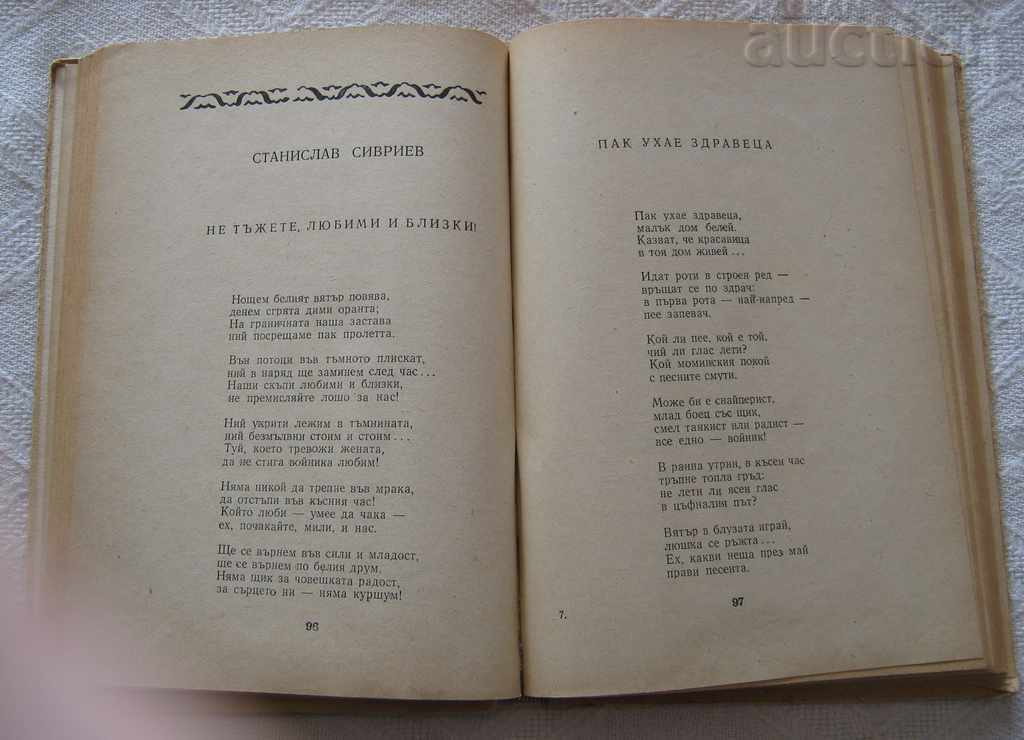 СТАНИСЛАВ СИВРИЕВ
НЕ ТЪЖЕТЕ, ЛЮБИМИ И БЛИЗКИ!
Нощем белият вятър повява,
денем сгрята дими оранта;
На граничната наша застава
ний посрещаме пак пролетта.
Във потоци във тъмното плискат,
ний в наряд ще заминем след час...
Наши скъпи любими и близки,
не премисляйте лошо за нас!
Ний укрити лежим в тъмнината,
ний безмълвни стоим и стоим...
Туй, което тревожи жената,
да не стига войника любим!
Няма никой да трепне във мрака,
да отстъпи във късния час!
Който люби — умее да чака —
ех, почакайте, мили, и нас.
Ще се върнем във сили и младост,
ще се върнем по белия друм.
Няма щик за човешката радост,
за сърцето ни — няма куршум!
96
ПАК УХАЕ ЗДРАВЕЦА
Пак ухае здравеца,
малък дом белей.
Казват, че красавица
в тоя дом живей...
Идат роти в строен ред —
връщат се по здрач:
в първа рота — най-напред —
пее запевач.
Кой ли пее, кой е той,
чий ли глас лети?
Кой моминския покой
с песните смути.
Може би е снайперист,
млад боец със щик,
смел танкист или радист —
все едно — войник!
В ранна утрин, в късен час
тръпне топла гръд:
не лети ли ясен глас
в цъфналия път?
Вятър в блузата играй,
люшка се ръжта...
Ех, какви неща през май
прави песента.
7.
97